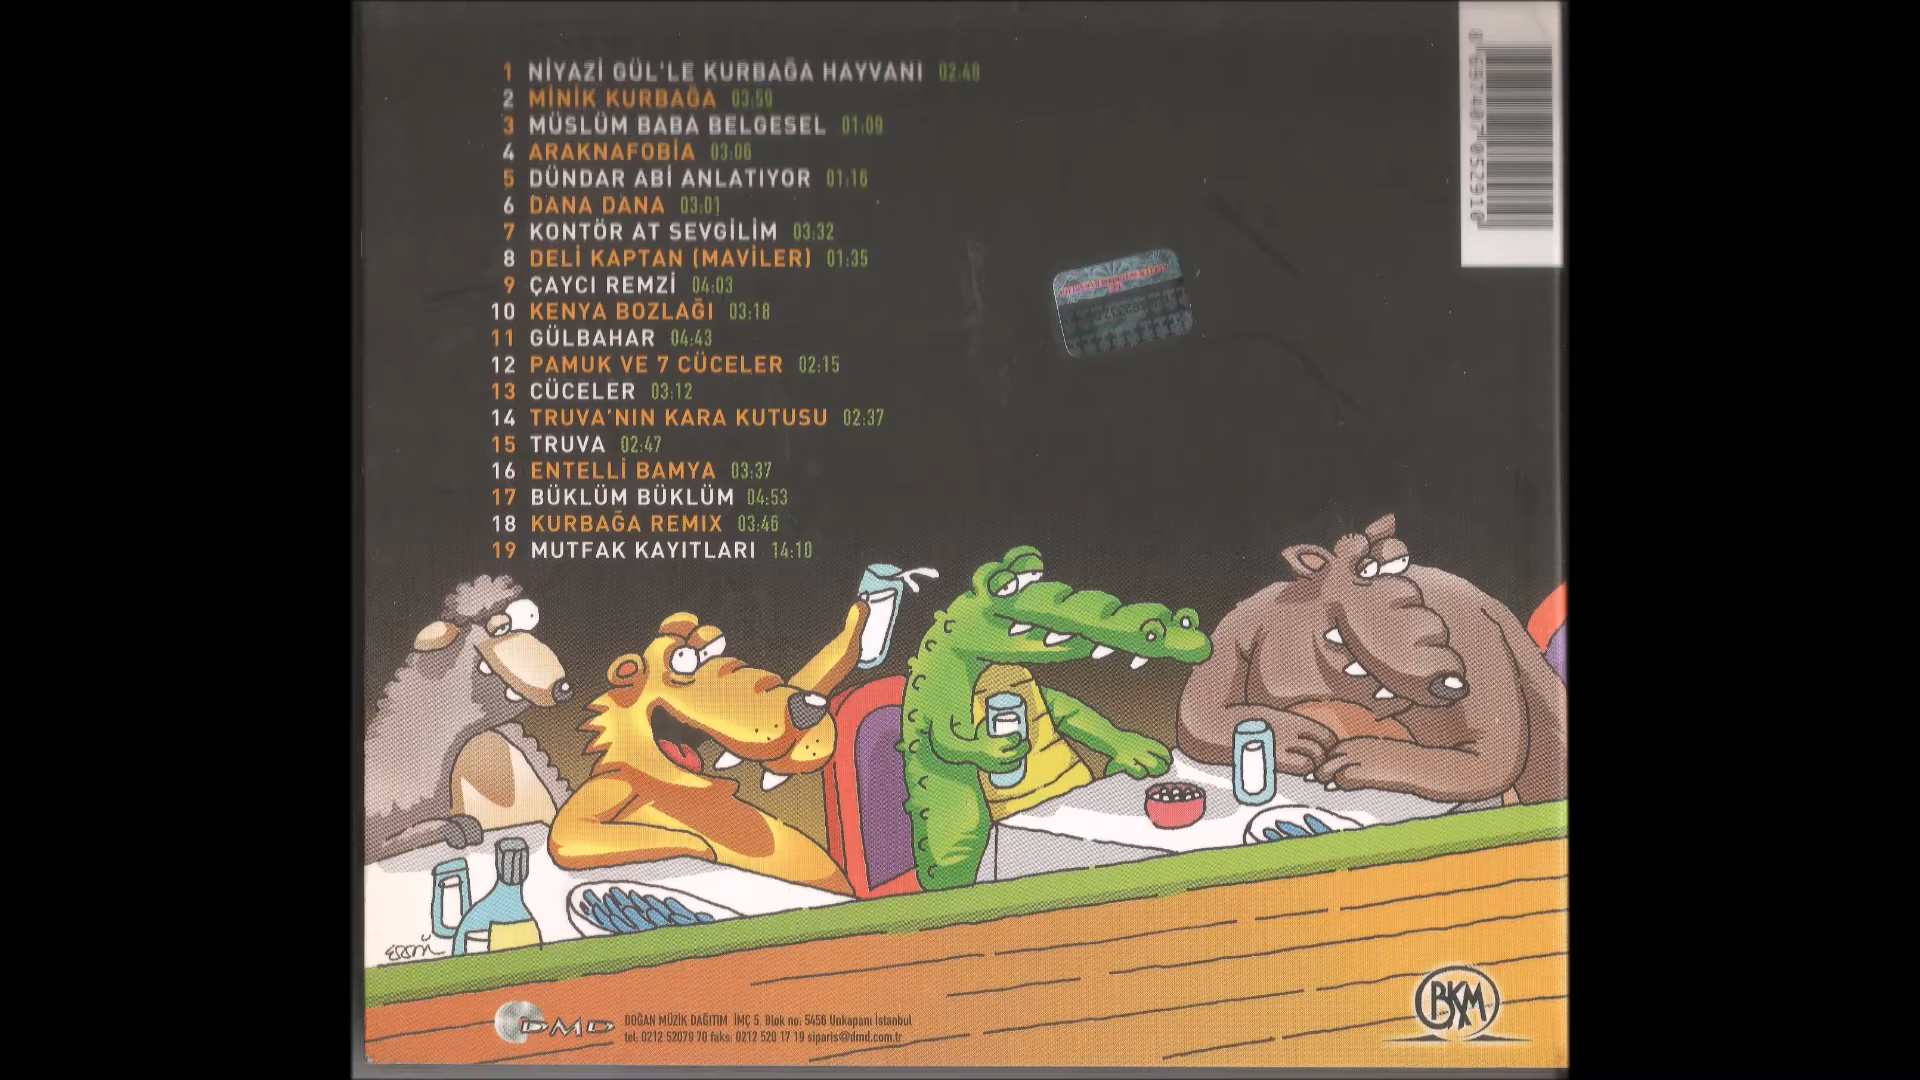 1 NİYAZİ GÜL'LE KURBAĞA HAYVANI 02:48
2 MİNİK KURBAĞA 03:50
3 MÜSLÜM BABA BELGESEL 01:09
4 ARAKNAFOBİA 03:06
5 DÜNDAR ABİ ANLATIYOR 01:16
6 DANA DANA 03:01
7 KONTÖR AT SEVGİLİM 03:32
8 DELİ KAPTAN (MAVİLER) 01:35
9 ÇAYCI REMZİ 04:03
10 KENYA BOZLAĞI 03:18
11 GÜLBAHAR 04:43
12 PAMUK VE 7 CÜCELER 02:15
13 CÜCELER 03:12
14 TRUVA'NIN KARA KUTUSU 02:37
15 TRUVA 02:47
16 ENTELLİ BAMYA 03:37
17 BÜKLÜM BÜKLÜM 04:53
18 KURBAĞA REMIX 03:46
19 MUTFAK KAYITLARI 14:10
8 697487 052910
DMD
DOĞAN MÜZİK DAĞITIM İMÇ 5. Blok no: 5456 Unkapanı İstanbul
tel: 0212 52079 70 faks: 0212 520 17 19 siparis@dmd.com.tr
BKM